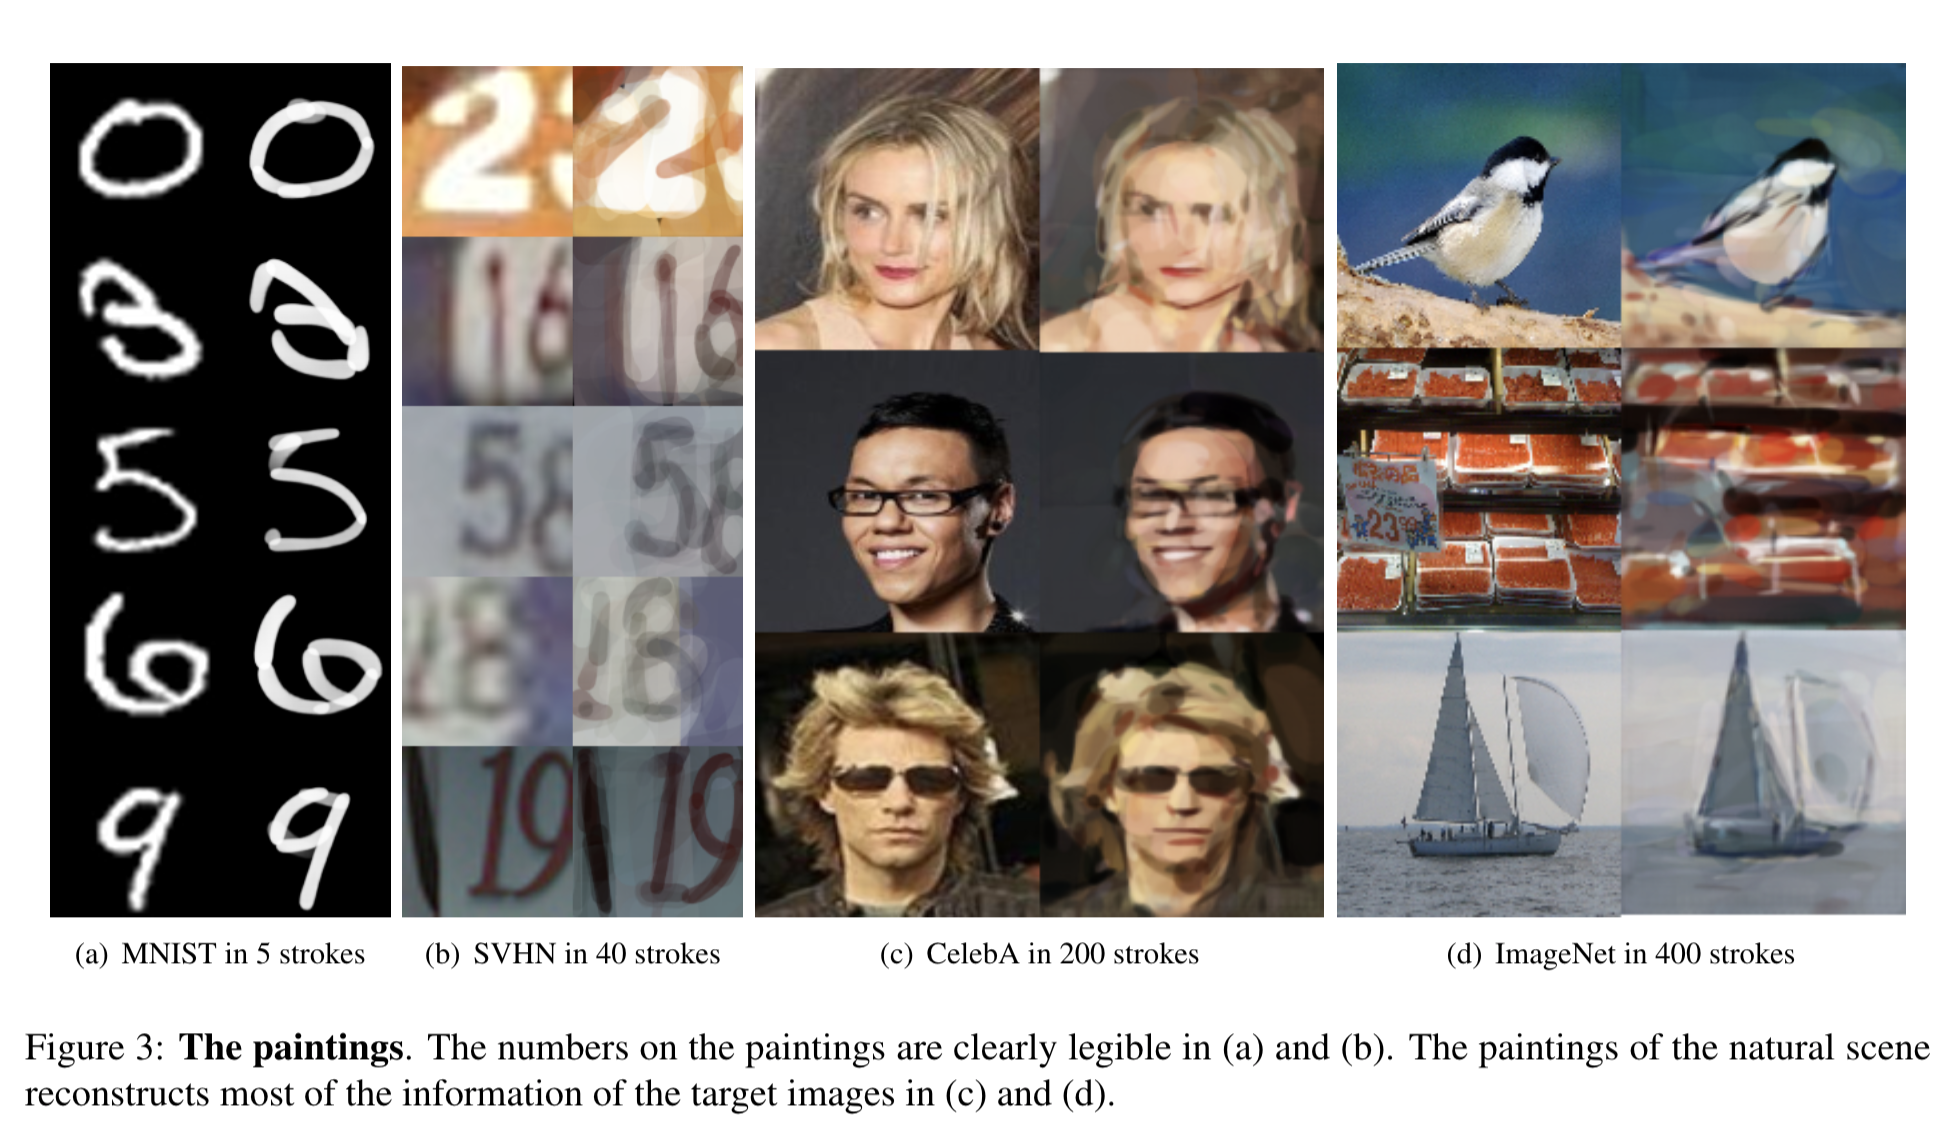 0 0
3 3
5 5
6 6
9 9
2 2
16 16
58 58
18 18
19 19
23
(a) MNIST in 5 strokes
(b) SVHN in 40 strokes
(c) CelebA in 200 strokes
(d) ImageNet in 400 strokes
Figure 3: The paintings. The numbers on the paintings are clearly legible in (a) and (b). The paintings of the natural scene
reconstructs most of the information of the target images in (c) and (d).